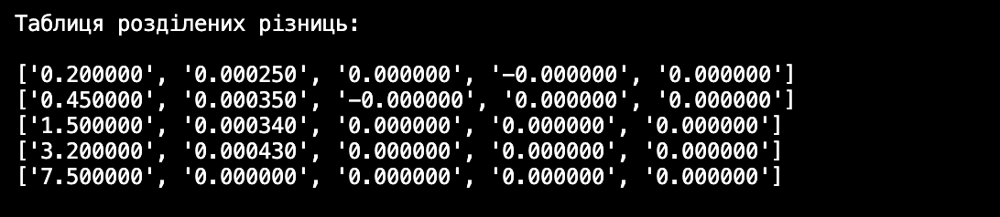 Таблиця розділених різниць:
['0.200000', '0.000250', '0.000000', '-0.000000', '0.000000']
['0.450000', '0.000350', '-0.000000', '0.000000', '0.000000']
['1.500000', '0.000340', '0.000000', '0.000000', '0.000000']
['3.200000', '0.000430', '0.000000', '0.000000', '0.000000']
['7.500000', '0.000000', '0.000000', '0.000000', '0.000000']